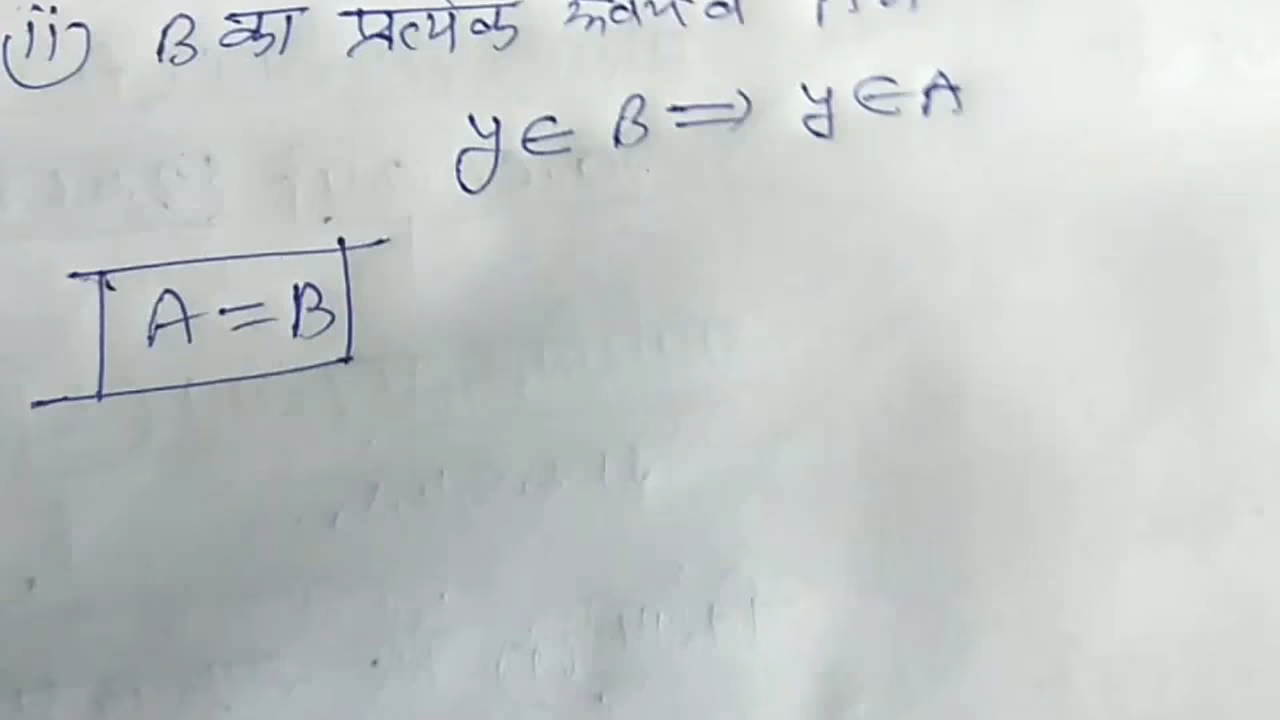 (ii) B का प्रत्येक अवयव
y ∈ B ⟹ y ∈ A
A = B